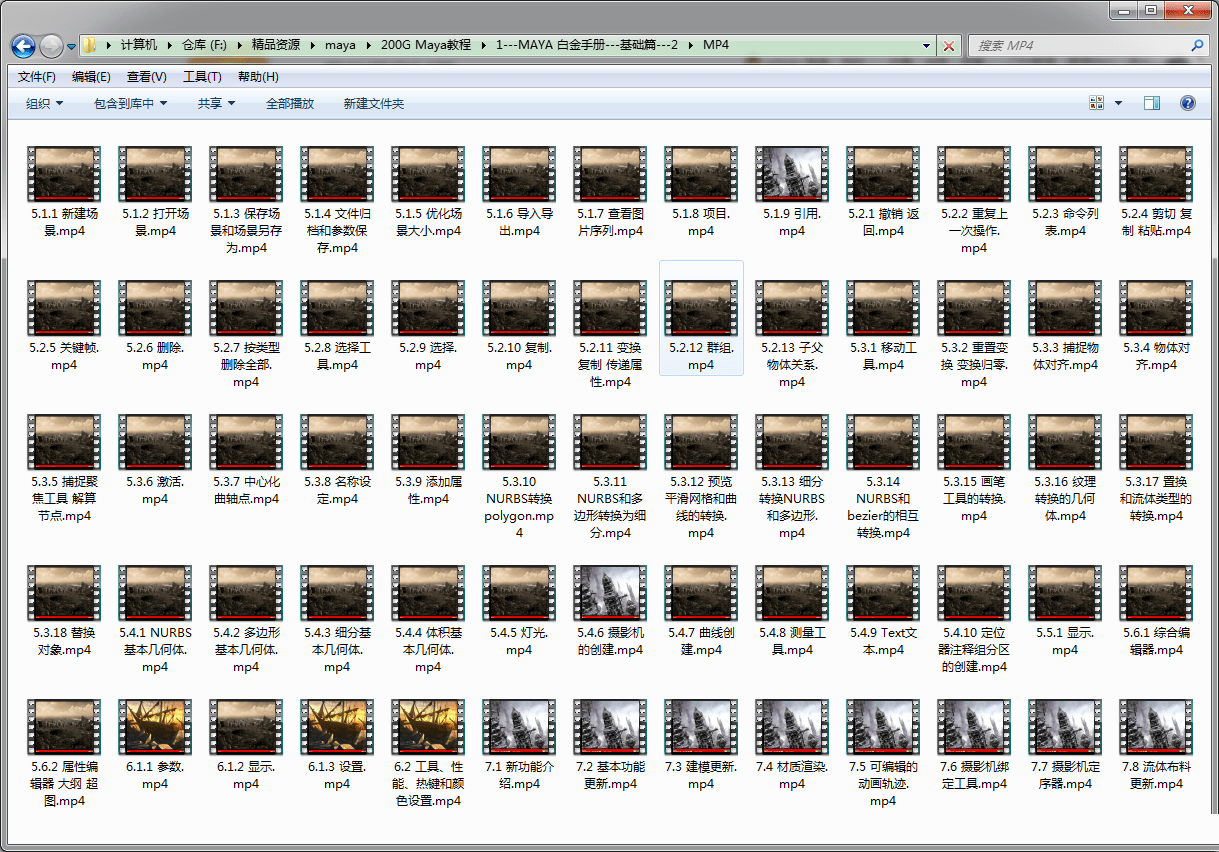 计算机 仓库 (F:) 精品资源 maya 200G Maya教程 1---MAYA 白金手册---基础篇---2 MP4 搜索 MP4
文件(F) 编辑(E) 查看(V) 工具(T) 帮助(H)
组织 包含到库中 共享 全部播放 新建文件夹
5.1.1 新建场
景.mp4
5.1.2 打开场
景.mp4
5.1.3 保存场
景和场景另存
为.mp4
5.1.4 文件归
档和参数保
存.mp4
5.1.5 优化场
景大小.mp4
5.1.6 导入导
出.mp4
5.1.7 查看图
片序列.mp4
5.1.8 项目.
mp4
5.1.9 引用.
mp4
5.2.1 撤销 返
回.mp4
5.2.2 重复上
一次操作.
mp4
5.2.3 命令列
表.mp4
5.2.4 剪切 复
制 粘贴.mp4
5.2.5 关键帧.
mp4
5.2.6 删除.
mp4
5.2.7 按类型
删除全部.
mp4
5.2.8 选择工
具.mp4
5.2.9 选择.
mp4
5.2.10 复制.
mp4
5.2.11 变换
复制 传递属
性.mp4
5.2.12 群组.
mp4
5.2.13 子父
物体关系.
mp4
5.3.1 移动工
具.mp4
5.3.2 重置变
换 变换归零.
mp4
5.3.3 捕捉物
体对齐.mp4
5.3.4 物体对
齐.mp4
5.3.5 捕捉聚
焦工具 解算
节点.mp4
5.3.6 激活.
mp4
5.3.7 中心化
曲轴点.mp4
5.3.8 名称设
定.mp4
5.3.9 添加属
性.mp4
5.3.10
NURBS转换
polygon.mp
4
5.3.11
NURBS和多
边形转换为细
分.mp4
5.3.12 预览
平滑网格和曲
线的转换.
mp4
5.3.13 细分
转换NURBS
和多边形.
mp4
5.3.14
NURBS和
bezier的相互
转换.mp4
5.3.15 画笔
工具的转换.
mp4
5.3.16 纹理
转换的几何
体.mp4
5.3.17 置换
和流体类型的
转换.mp4
5.3.18 替换
对象.mp4
5.4.1 NURBS
基本几何体.
mp4
5.4.2 多边形
基本几何体.
mp4
5.4.3 细分基
本几何体.
mp4
5.4.4 体积基
本几何体.
mp4
5.4.5 灯光.
mp4
5.4.6 摄影机
的创建.mp4
5.4.7 曲线创
建.mp4
5.4.8 测量工
具.mp4
5.4.9 Text文
本.mp4
5.4.10 定位
器注释组分区
的创建.mp4
5.5.1 显示.
mp4
5.6.1 综合编
辑器.mp4
5.6.2 属性编
辑器 大纲 超
图.mp4
6.1.1 参数.
mp4
6.1.2 显示.
mp4
6.1.3 设置.
mp4
6.2 工具、性
能、热键和颜
色设置.mp4
7.1 新功能介
绍.mp4
7.2 基本功能
更新.mp4
7.3 建模更新.
mp4
7.4 材质渲染.
mp4
7.5 可编辑的
动画轨迹.
mp4
7.6 摄影机绑
定工具.mp4
7.7 摄影机定
序器.mp4
7.8 流体布料
更新.mp4